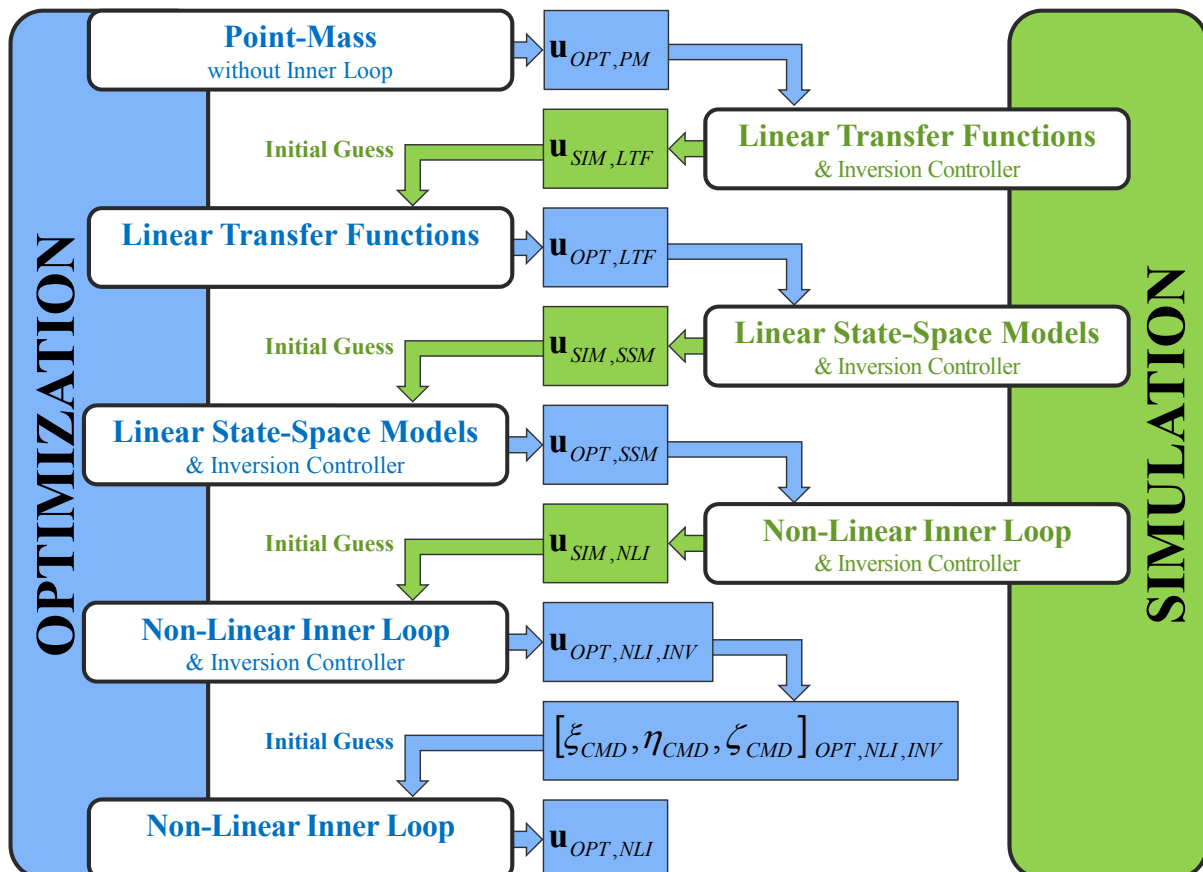 OPTIMIZATION
SIMULATION
Point-Mass
without Inner Loop
u_OPT,PM
Linear Transfer Functions
& Inversion Controller
u_SIM,LTF
Initial Guess
Linear Transfer Functions
u_OPT,LTF
Linear State-Space Models
& Inversion Controller
u_SIM,SSM
Initial Guess
Linear State-Space Models
& Inversion Controller
u_OPT,SSM
Non-Linear Inner Loop
& Inversion Controller
u_SIM,NLI
Initial Guess
Non-Linear Inner Loop
& Inversion Controller
u_OPT,NLI,INV
[ξ_CMD, η_CMD, ζ_CMD]_OPT,NLI,INV
Initial Guess
Non-Linear Inner Loop
u_OPT,NLI